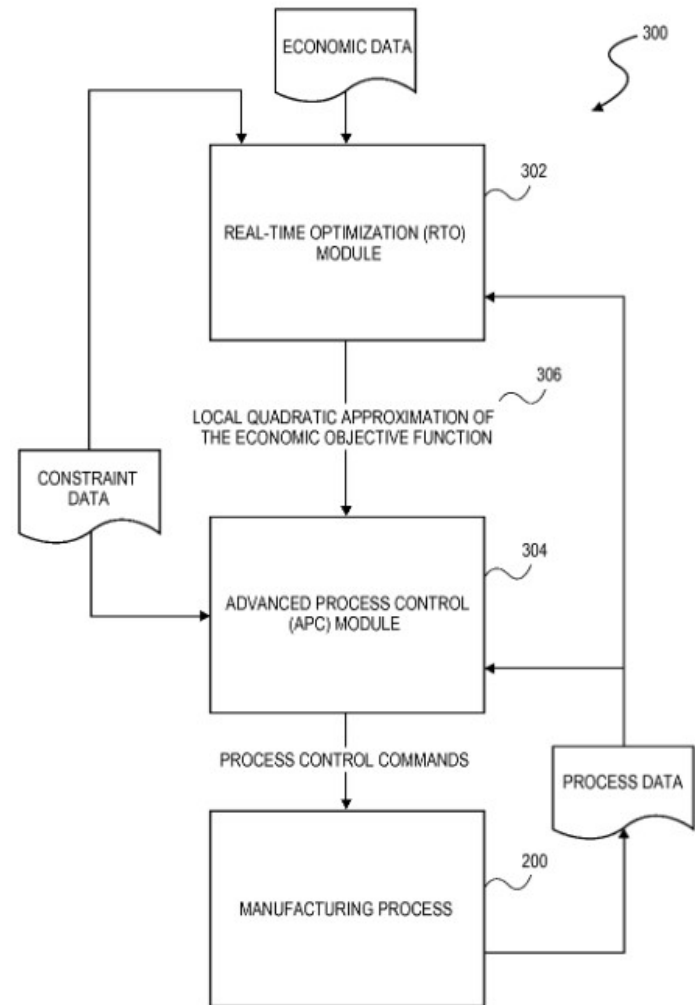 ECONOMIC DATA
300
302
REAL-TIME OPTIMIZATION (RTO)
MODULE
306
LOCAL QUADRATIC APPROXIMATION OF
THE ECONOMIC OBJECTIVE FUNCTION
CONSTRAINT
DATA
304
ADVANCED PROCESS CONTROL
(APC) MODULE
PROCESS CONTROL COMMANDS
PROCESS DATA
200
MANUFACTURING PROCESS